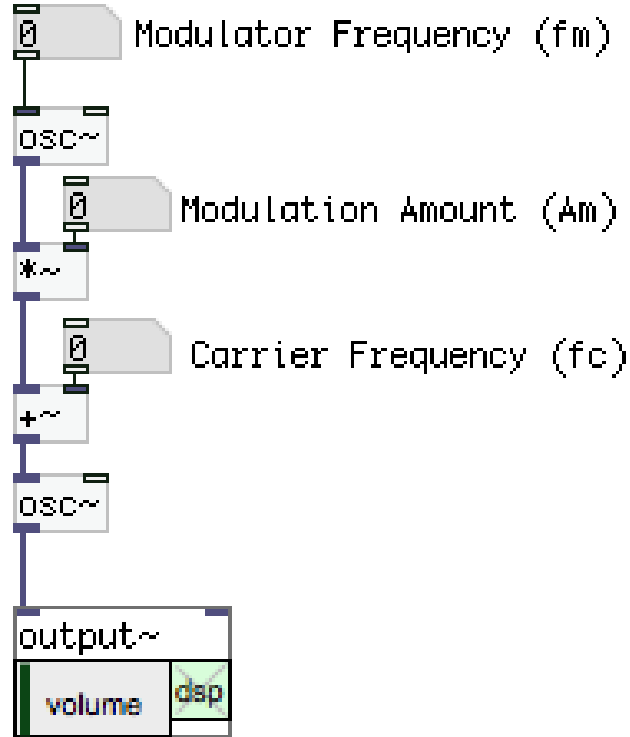 0 Modulator Frequency (fm)
osc~
0 Modulation Amount (Am)
*~
0 Carrier Frequency (fc)
+~
osc~
output~
volume dsp